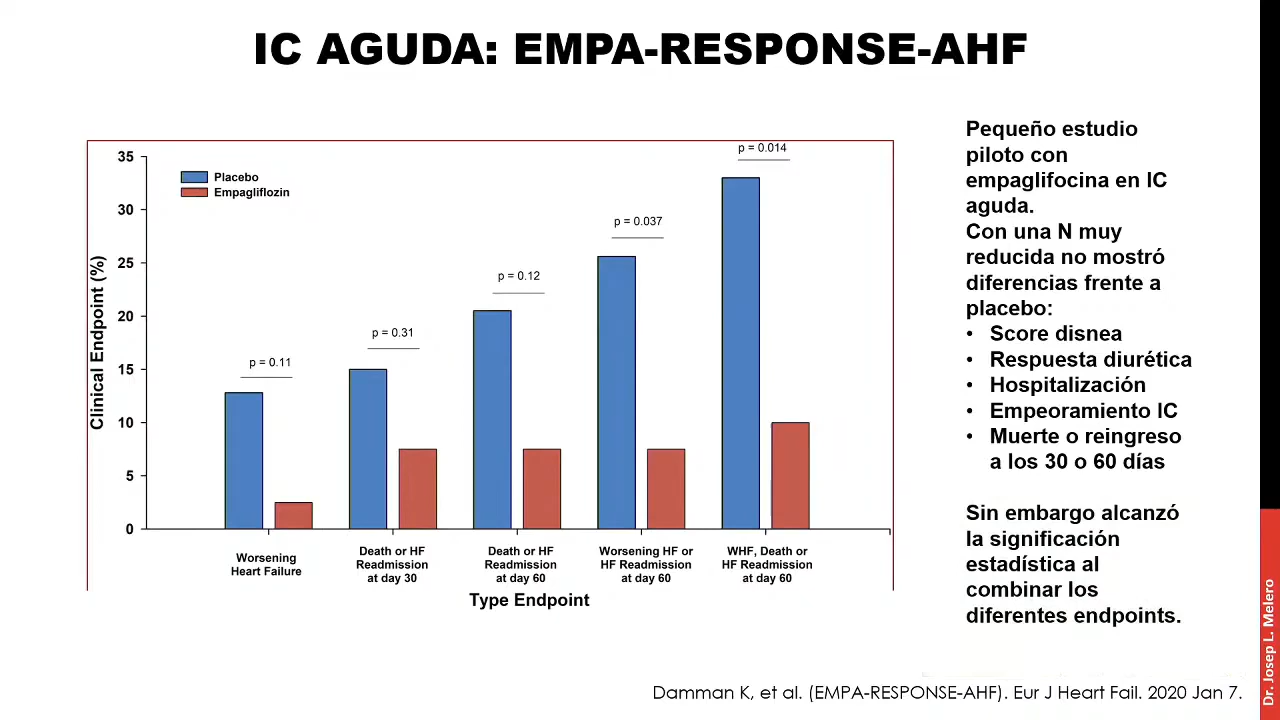 IC AGUDA: EMPA-RESPONSE-AHF
Clinical Endpoint (%)
35
30
25
20
15
10
5
0
Placebo
Empagliflozin
p = 0.11
p = 0.31
p = 0.12
p = 0.037
p = 0.014
Worsening
Heart Failure
Death or HF
Readmission
at day 30
Death or HF
Readmission
at day 60
Worsening HF or
HF Readmission
at day 60
WHF, Death or
HF Readmission
at day 60
Type Endpoint
Pequeño estudio
piloto con
empaglifocina en IC
aguda.
Con una N muy
reducida no mostró
diferencias frente a
placebo:
• Score disnea
• Respuesta diurética
• Hospitalización
• Empeoramiento IC
• Muerte o reingreso
a los 30 o 60 días
Sin embargo alcanzó
la significación
estadística al
combinar los
diferentes endpoints.
Damman K, et al. (EMPA-RESPONSE-AHF). Eur J Heart Fail. 2020 Jan 7.
Dr. Josep L. Melero